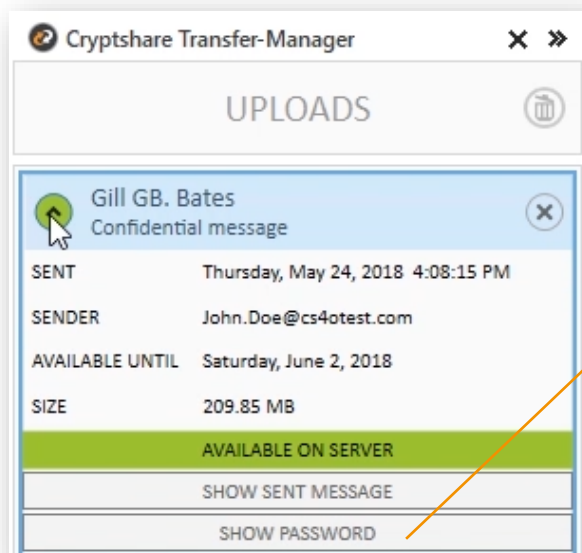 Cryptshare Transfer-Manager
UPLOADS
Gill GB. Bates
Confidential message
SENT Thursday, May 24, 2018 4:08:15 PM
SENDER John.Doe@cs4otest.com
AVAILABLE UNTIL Saturday, June 2, 2018
SIZE 209.85 MB
AVAILABLE ON SERVER
SHOW SENT MESSAGE
SHOW PASSWORD